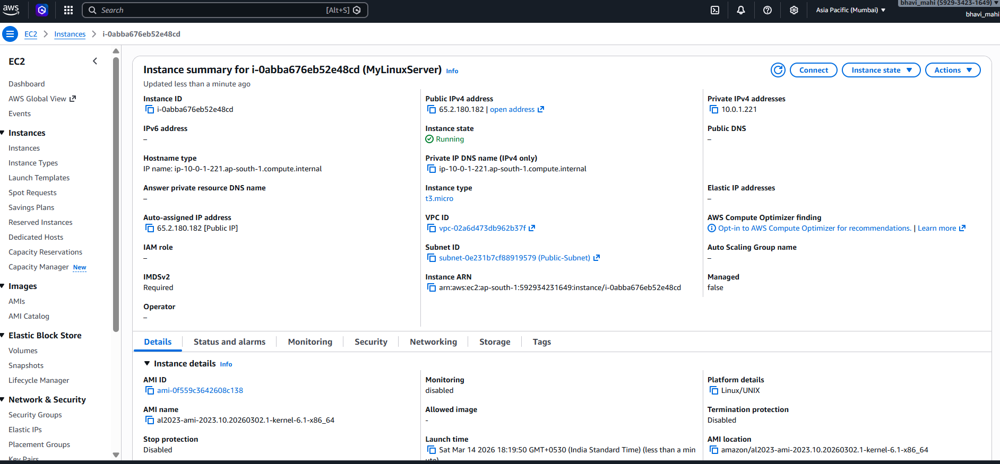 aws
Search
[Alt+S]
Asia Pacific (Mumbai)
bhavi_mahi (5929-3423-1649)
bhavi_mahi
EC2
Instances
i-0abba676eb52e48cd
EC2
Dashboard
AWS Global View
Events
Instances
Instances
Instance Types
Launch Templates
Spot Requests
Savings Plans
Reserved Instances
Dedicated Hosts
Capacity Reservations
Capacity Manager New
Images
AMIs
AMI Catalog
Elastic Block Store
Volumes
Snapshots
Lifecycle Manager
Network & Security
Security Groups
Elastic IPs
Placement Groups
Key Pairs
Instance summary for i-0abba676eb52e48cd (MyLinuxServer) Info
Updated less than a minute ago
Connect
Instance state
Actions
Instance ID
i-0abba676eb52e48cd
Public IPv4 address
65.2.180.182 | open address
Private IPv4 addresses
10.0.1.221
IPv6 address
–
Instance state
Running
Public DNS
–
Hostname type
IP name: ip-10-0-1-221.ap-south-1.compute.internal
Private IP DNS name (IPv4 only)
ip-10-0-1-221.ap-south-1.compute.internal
Answer private resource DNS name
–
Instance type
t3.micro
Elastic IP addresses
–
Auto-assigned IP address
65.2.180.182 [Public IP]
VPC ID
vpc-02a6d473db962b37f
AWS Compute Optimizer finding
Opt-in to AWS Compute Optimizer for recommendations. | Learn more
IAM role
–
Subnet ID
subnet-0e231b7cf88919579 (Public-Subnet)
Auto Scaling Group name
–
IMDSv2
Required
Instance ARN
arn:aws:ec2:ap-south-1:592934231649:instance/i-0abba676eb52e48cd
Managed
false
Operator
–
Details
Status and alarms
Monitoring
Security
Networking
Storage
Tags
Instance details Info
AMI ID
ami-0f559c3642608c138
Monitoring
disabled
Platform details
Linux/UNIX
AMI name
al2023-ami-2023.10.20260302.1-kernel-6.1-x86_64
Allowed image
-
Termination protection
Disabled
Stop protection
Disabled
Launch time
Sat Mar 14 2026 18:19:50 GMT+0530 (India Standard Time) (less than a min
ute)
AMI location
amazon/al2023-ami-2023.10.20260302.1-kernel-6.1-x86_64